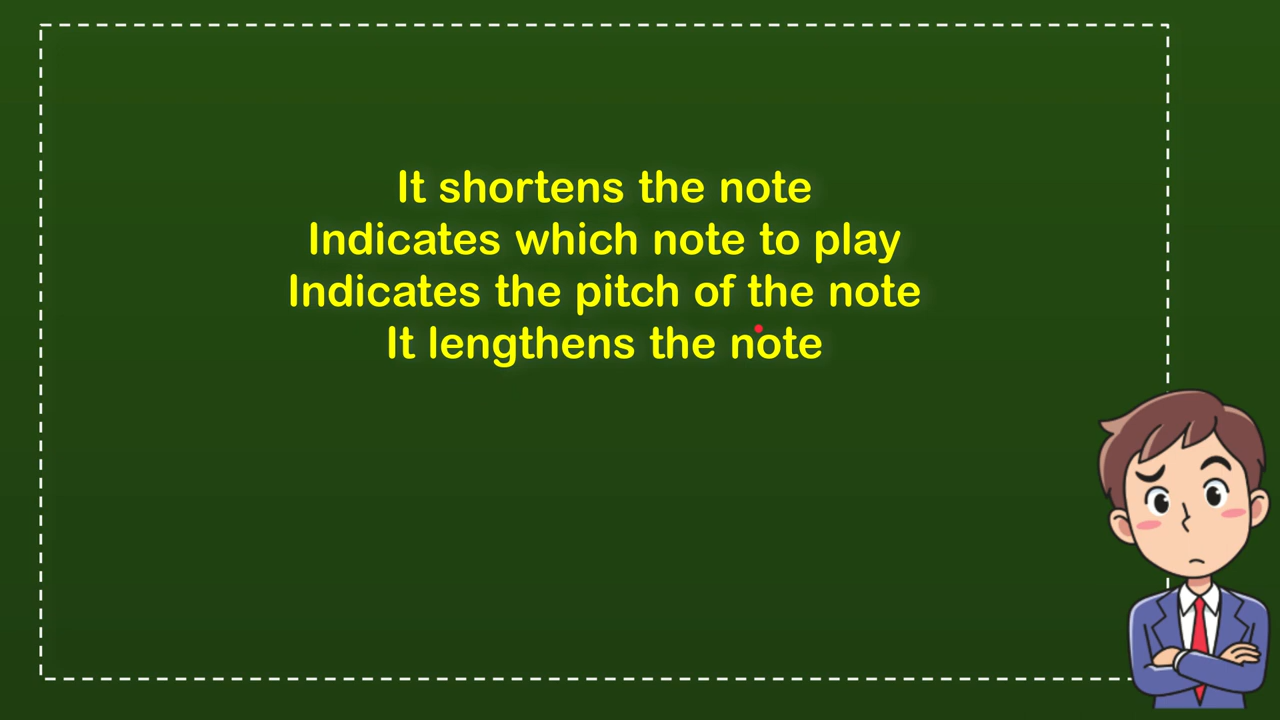 It shortens the note
Indicates which note to play
Indicates the pitch of the note
It lengthens the note